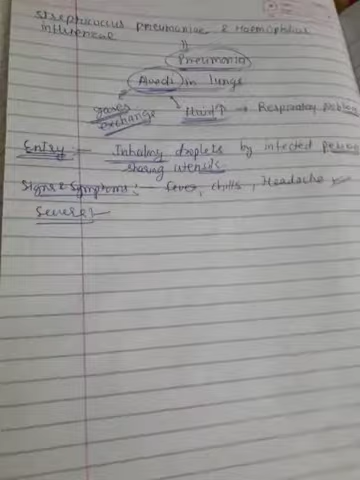 Streptococcus pneumoniae & Haemophilus
influenzae
Pneumonia
Alveoli in lungs
gases
exchange
fluid ↑ → Respiratory problem
Entry — Inhaling droplets by infected person
sharing utensils
Signs & Symptoms :- fever, chills, Headache
Severe :-